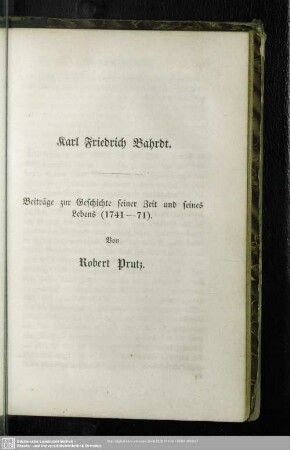 Karl Friedrich Bahrdt.
Beiträge zur Geschichte seiner Zeit und seines
Lebens (1741—71).
Von
Robert Prutz.